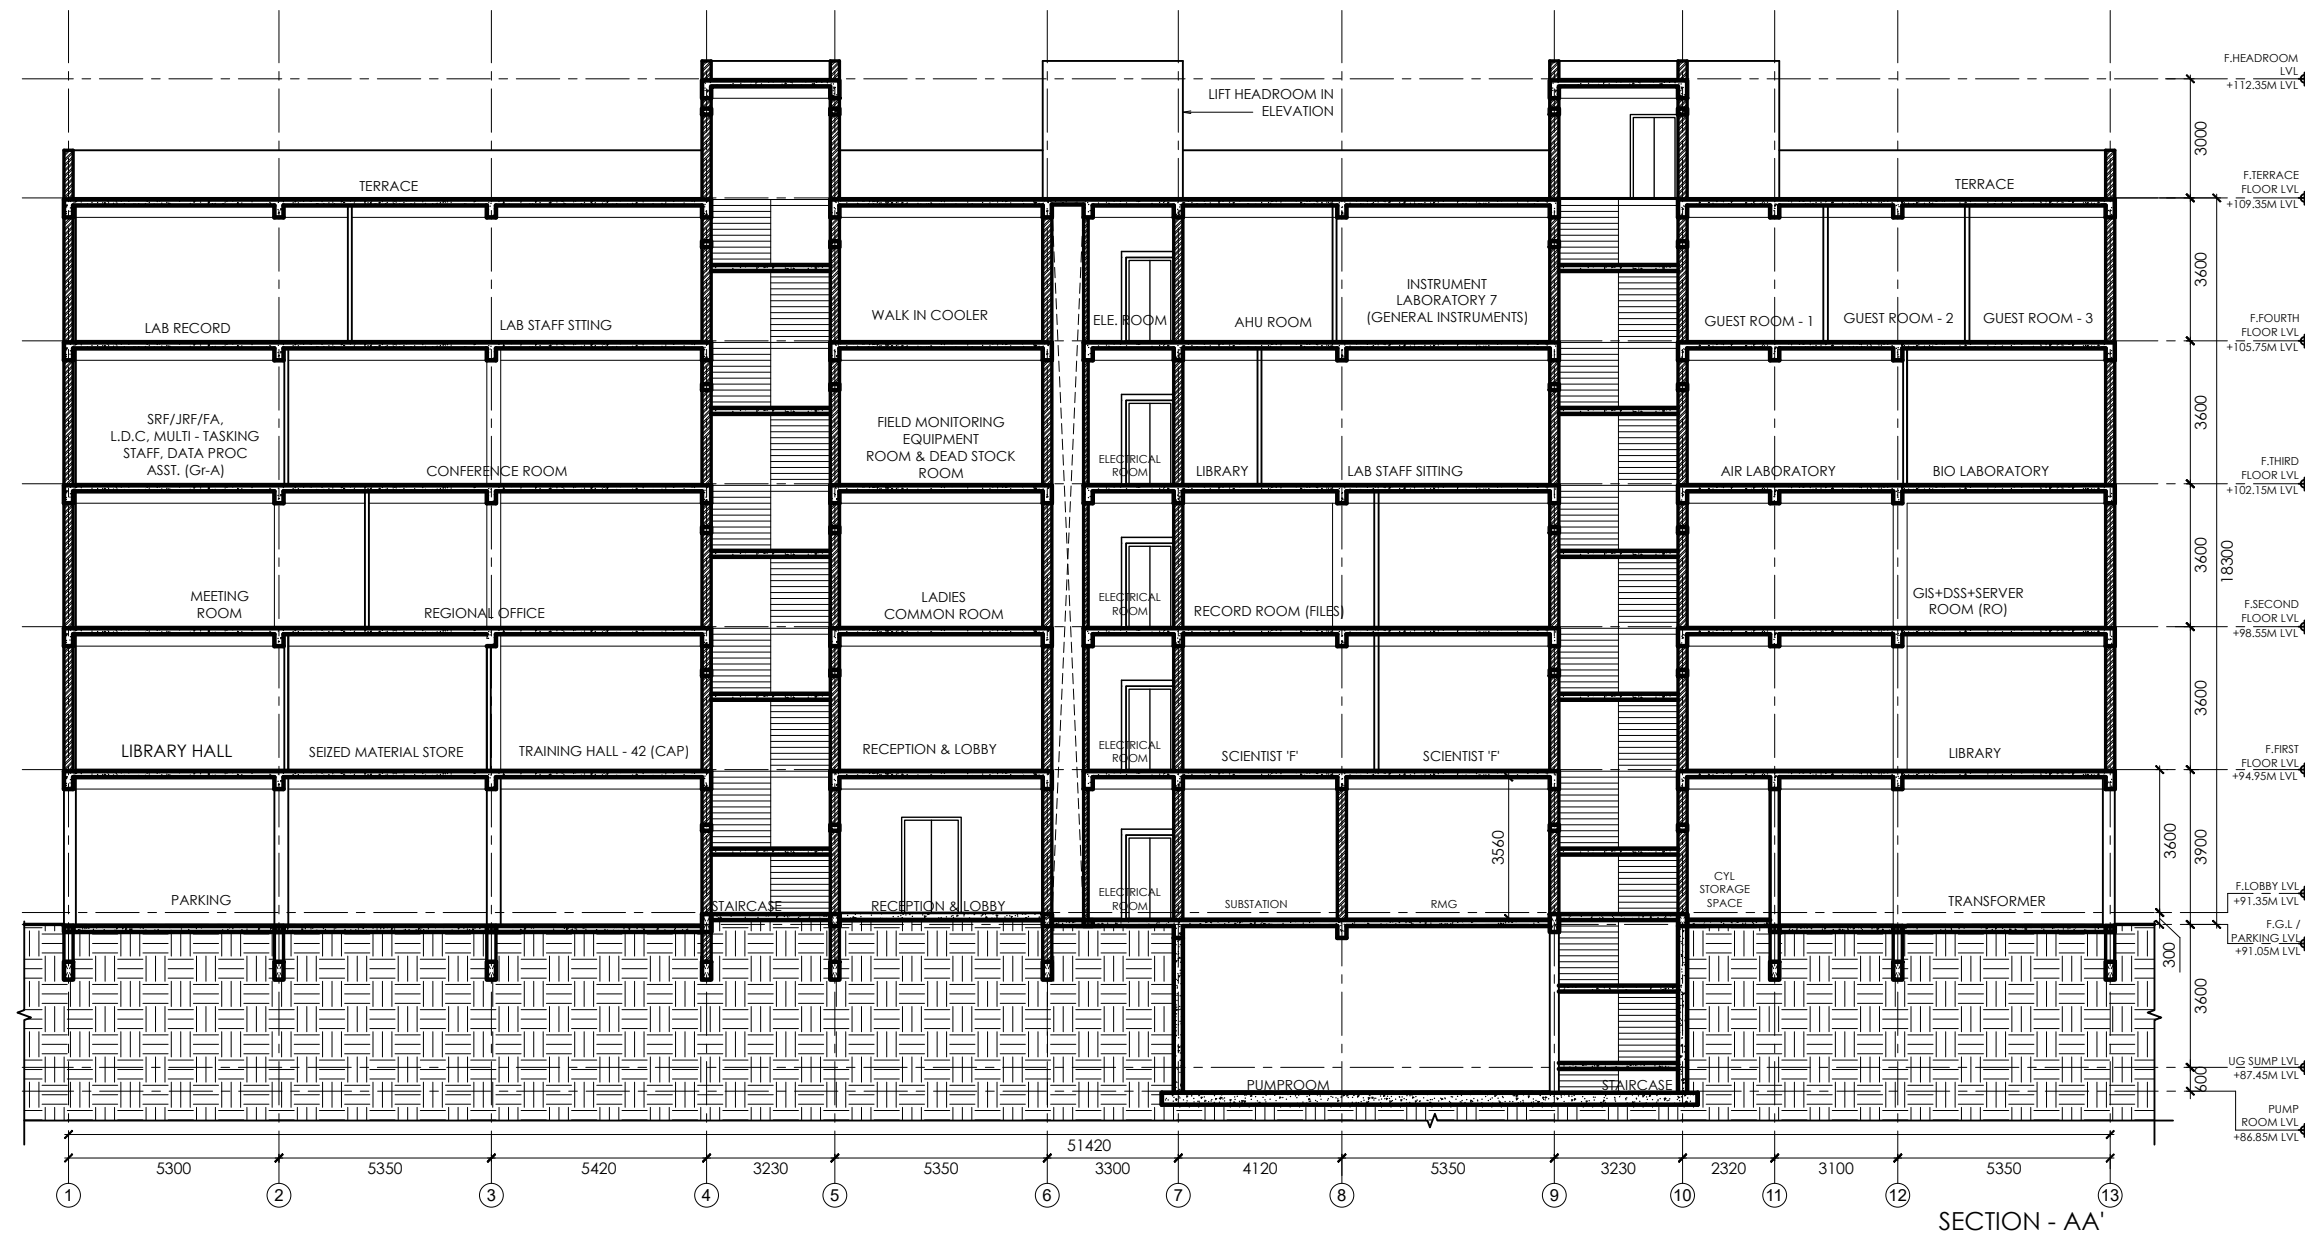 F.HEADROOM
LVL
+112.35M LVL
LIFT HEADROOM IN
ELEVATION
3000
TERRACE
TERRACE
F.TERRACE
FLOOR LVL
+109.35M LVL
LAB RECORD
LAB STAFF STTING
WALK IN COOLER
ELE. ROOM
AHU ROOM
INSTRUMENT
LABORATORY 7
(GENERAL INSTRUMENTS)
GUEST ROOM - 1
GUEST ROOM - 2
GUEST ROOM - 3
3600
F.FOURTH
FLOOR LVL
+105.75M LVL
SRF/JRF/FA,
L.D.C, MULTI - TASKING
STAFF, DATA PROC
ASST. (Gr-A)
CONFERENCE ROOM
FIELD MONITORING
EQUIPMENT
ROOM & DEAD STOCK
ROOM
ELECTRICAL
ROOM
LIBRARY
LAB STAFF SITTING
AIR LABORATORY
BIO LABORATORY
3600
F.THIRD
FLOOR LVL
+102.15M LVL
MEETING
ROOM
REGIONAL OFFICE
LADIES
COMMON ROOM
ELECTRICAL
ROOM
RECORD ROOM (FILES)
GIS+DSS+SERVER
ROOM (RO)
3600
18300
F.SECOND
FLOOR LVL
+98.55M LVL
LIBRARY HALL
SEIZED MATERIAL STORE
TRAINING HALL - 42 (CAP)
RECEPTION & LOBBY
ELECTRICAL
ROOM
SCIENTIST 'F'
SCIENTIST 'F'
LIBRARY
3600
F.FIRST
FLOOR LVL
+94.95M LVL
PARKING
STAIRCASE
RECEPTION & LOBBY
ELECTRICAL
ROOM
SUBSTATION
RMG
3560
CYL
STORAGE
SPACE
TRANSFORMER
3600
3900
F.LOBBY LVL
+91.35M LVL
F.G.L /
PARKING LVL
+91.05M LVL
300
3600
PUMPROOM
STAIRCASE
UG SUMP LVL
+87.45M LVL
600
PUMP
ROOM LVL
+86.85M LVL
51420
5300 5350 5420 3230 5350 3300 4120 5350 3230 2320 3100 5350
1 2 3 4 5 6 7 8 9 10 11 12 13
SECTION - AA'